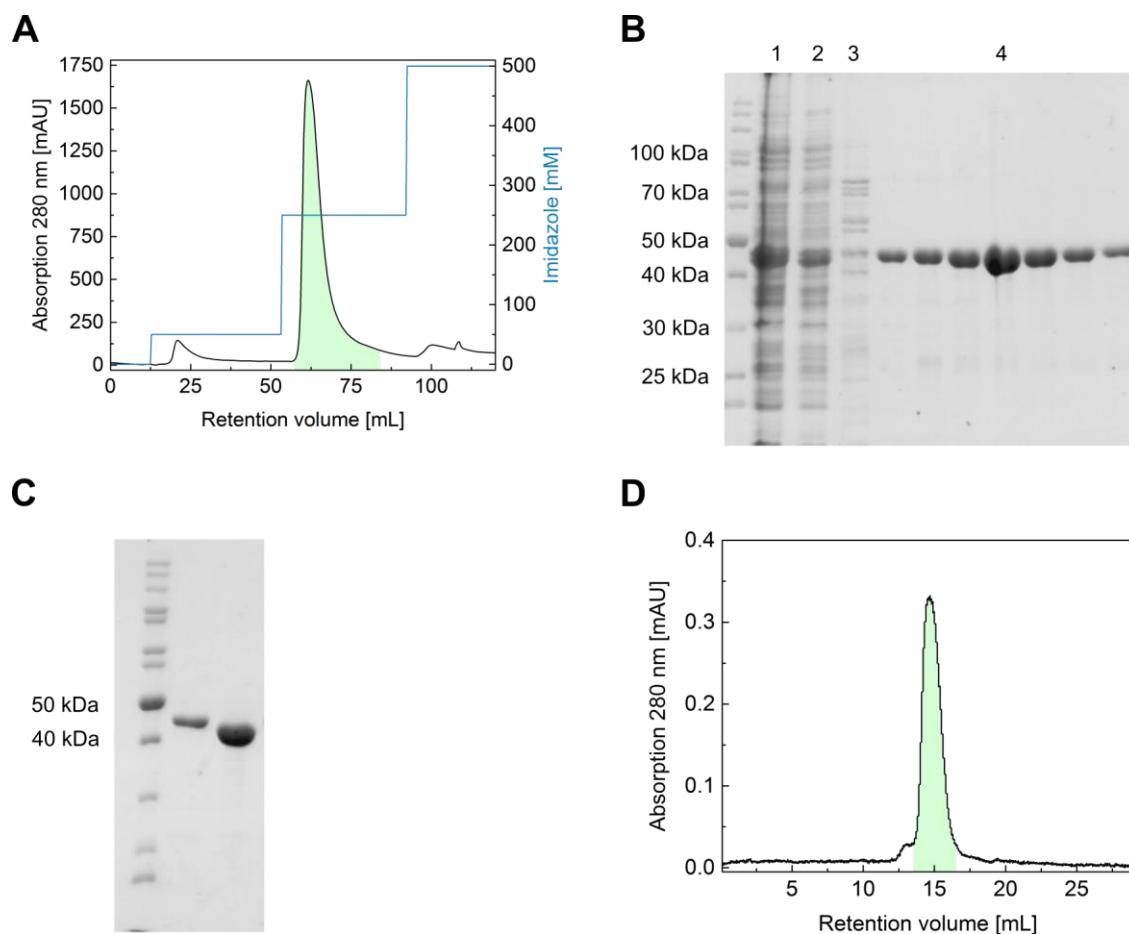 A
Absorption 280 nm [mAU]
1750
1500
1250
1000
750
500
250
0
0 25 50 75 100
Retention volume [mL]
500
400
300
200
100
0
Imidazole [mM]
B
1 2 3 4
100 kDa
70 kDa
50 kDa
40 kDa
30 kDa
25 kDa
C
50 kDa
40 kDa
D
Absorption 280 nm [mAU]
0.4
0.3
0.2
0.1
0.0
5 10 15 20 25
Retention volume [mL]